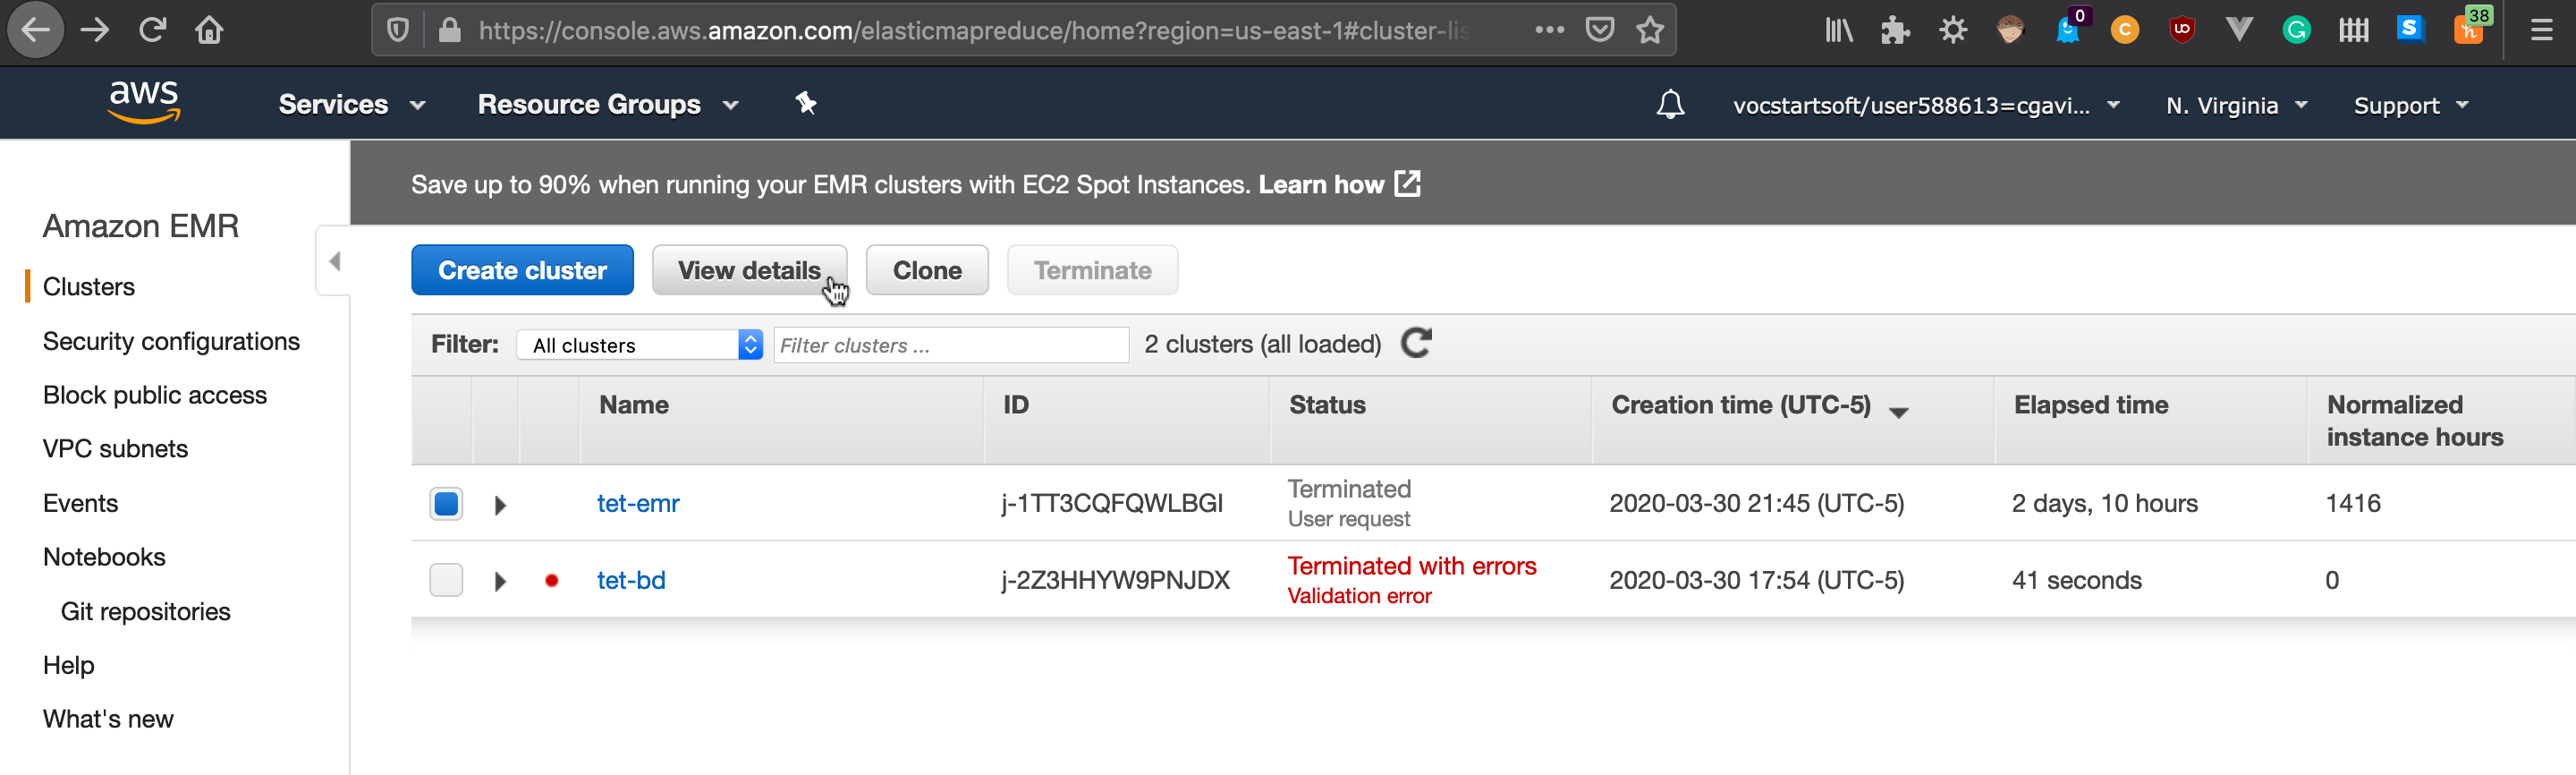 https://console.aws.amazon.com/elasticmapreduce/home?region=us-east-1#cluster-lis
0
38
aws
Services
Resource Groups
vocstartsoft/user588613=cgavi...
N. Virginia
Support
Save up to 90% when running your EMR clusters with EC2 Spot Instances. Learn how
Amazon EMR
Clusters
Security configurations
Block public access
VPC subnets
Events
Notebooks
Git repositories
Help
What's new
Create cluster
View details
Clone
Terminate
Filter:
All clusters
Filter clusters ...
2 clusters (all loaded)
Name
ID
Status
Creation time (UTC-5)
Elapsed time
Normalized
instance hours
tet-emr
j-1TT3CQFQWLBGI
Terminated
User request
2020-03-30 21:45 (UTC-5)
2 days, 10 hours
1416
tet-bd
j-2Z3HHYW9PNJDX
Terminated with errors
Validation error
2020-03-30 17:54 (UTC-5)
41 seconds
0